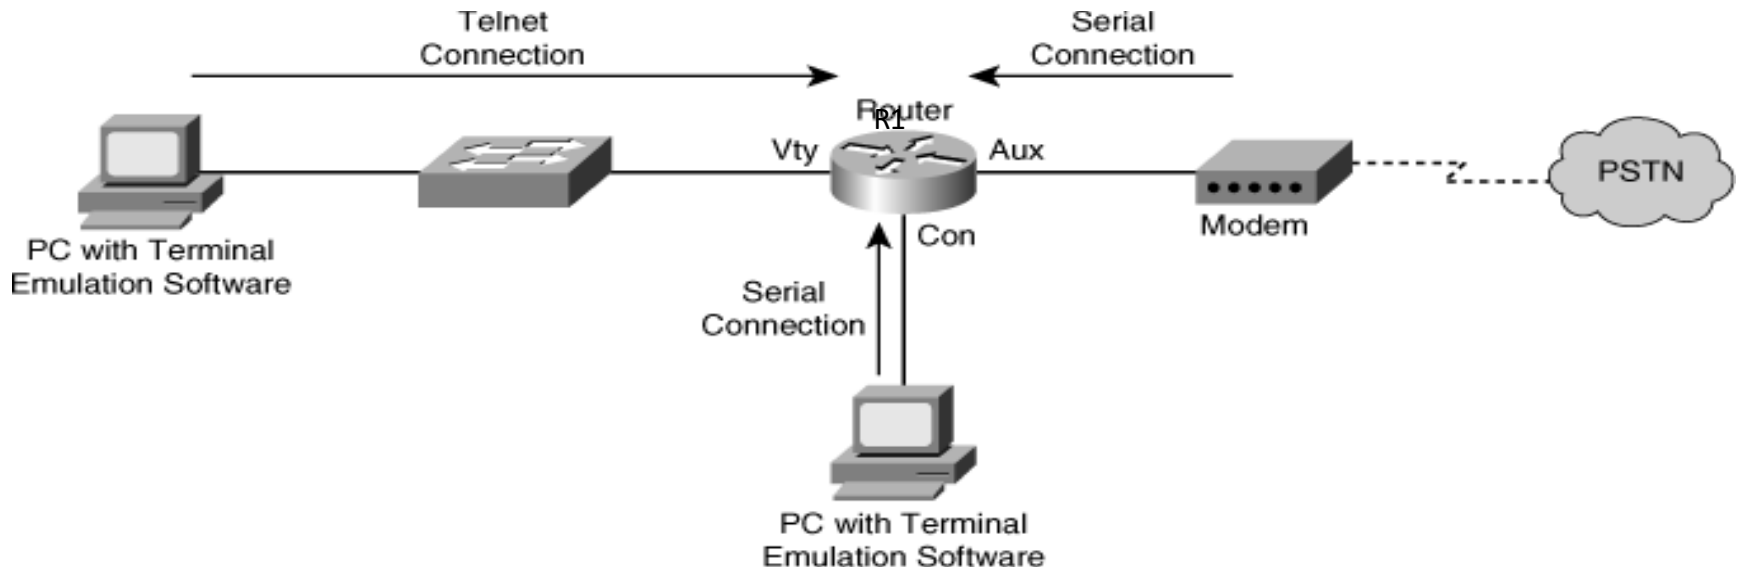 Telnet
Connection
Serial
Connection
Router
R1
Vty
Aux
PSTN
Modem
Con
PC with Terminal
Emulation Software
Serial
Connection
PC with Terminal
Emulation Software